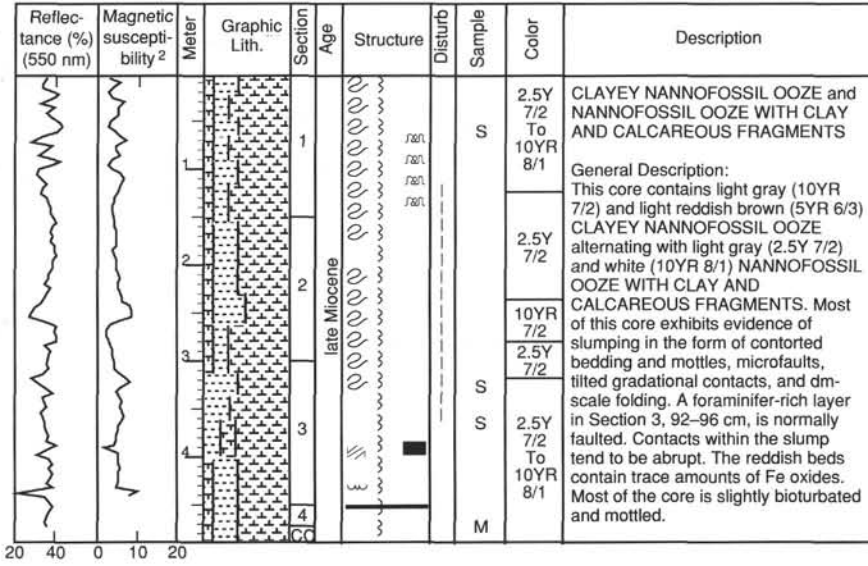 Reflec-
tance (%)
(550 nm)
Magnetic
suscepti-
bility 2
Meter
Graphic
Lith.
Section
Age
Structure
Disturb
Sample
Color
Description
1
2
3
4
1
2
3
4
CC
late Miocene
S
S
S
M
2.5Y
7/2
To
10YR
8/1
2.5Y
7/2
10YR
7/2
2.5Y
7/2
2.5Y
7/2
To
10YR
8/1
CLAYEY NANNOFOSSIL OOZE and
NANNOFOSSIL OOZE WITH CLAY
AND CALCAREOUS FRAGMENTS
General Description:
This core contains light gray (10YR
7/2) and light reddish brown (5YR 6/3)
CLAYEY NANNOFOSSIL OOZE
alternating with light gray (2.5Y 7/2)
and white (10YR 8/1) NANNOFOSSIL
OOZE WITH CLAY AND
CALCAREOUS FRAGMENTS. Most
of this core exhibits evidence of
slumping in the form of contorted
bedding and mottles, microfaults,
tilted gradational contacts, and dm-
scale folding. A foraminifer-rich layer
in Section 3, 92–96 cm, is normally
faulted. Contacts within the slump
tend to be abrupt. The reddish beds
contain trace amounts of Fe oxides.
Most of the core is slightly bioturbated
and mottled.
20 40 0 10 20